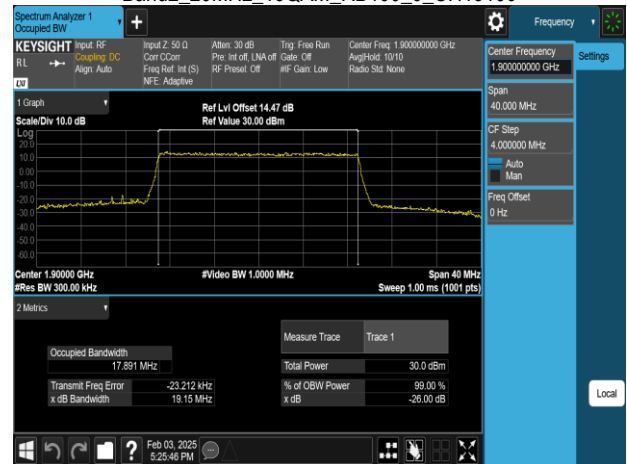 Spectrum Analyzer 1
Occupied BW
Frequency
KEYSIGHT
RL
LXI
Input: RF
Coupling: DC
Align: Auto
Input Z: 50 Ω
Corr CCorr
Freq Ref: Int (S)
NFE: Adaptive
Atten: 30 dB
Pre: Int off, LNA off
RF Preset: Off
Trig: Free Run
Gate: Off
#IF Gain: Low
Center Freq: 1.900000000 GHz
Avg|Hold: 10/10
Radio Std: None
Center Frequency
1.900000000 GHz
Settings
Span
40.000 MHz
CF Step
4.000000 MHz
Auto
Man
Freq Offset
0 Hz
Local
1 Graph
Scale/Div 10.0 dB
Ref Lvl Offset 14.47 dB
Ref Value 30.00 dBm
Log
20.0
10.0
0.00
-10.0
-20.0
-30.0
-40.0
-50.0
-60.0
Center 1.90000 GHz
#Video BW 1.0000 MHz
Span 40 MHz
#Res BW 300.00 kHz
Sweep 1.00 ms (1001 pts)
2 Metrics
Measure Trace
Trace 1
Occupied Bandwidth
17.891 MHz
Total Power
30.0 dBm
Transmit Freq Error
-23.212 kHz
% of OBW Power
99.00 %
x dB Bandwidth
19.15 MHz
x dB
-26.00 dB
Feb 03, 2025
5:25:46 PM